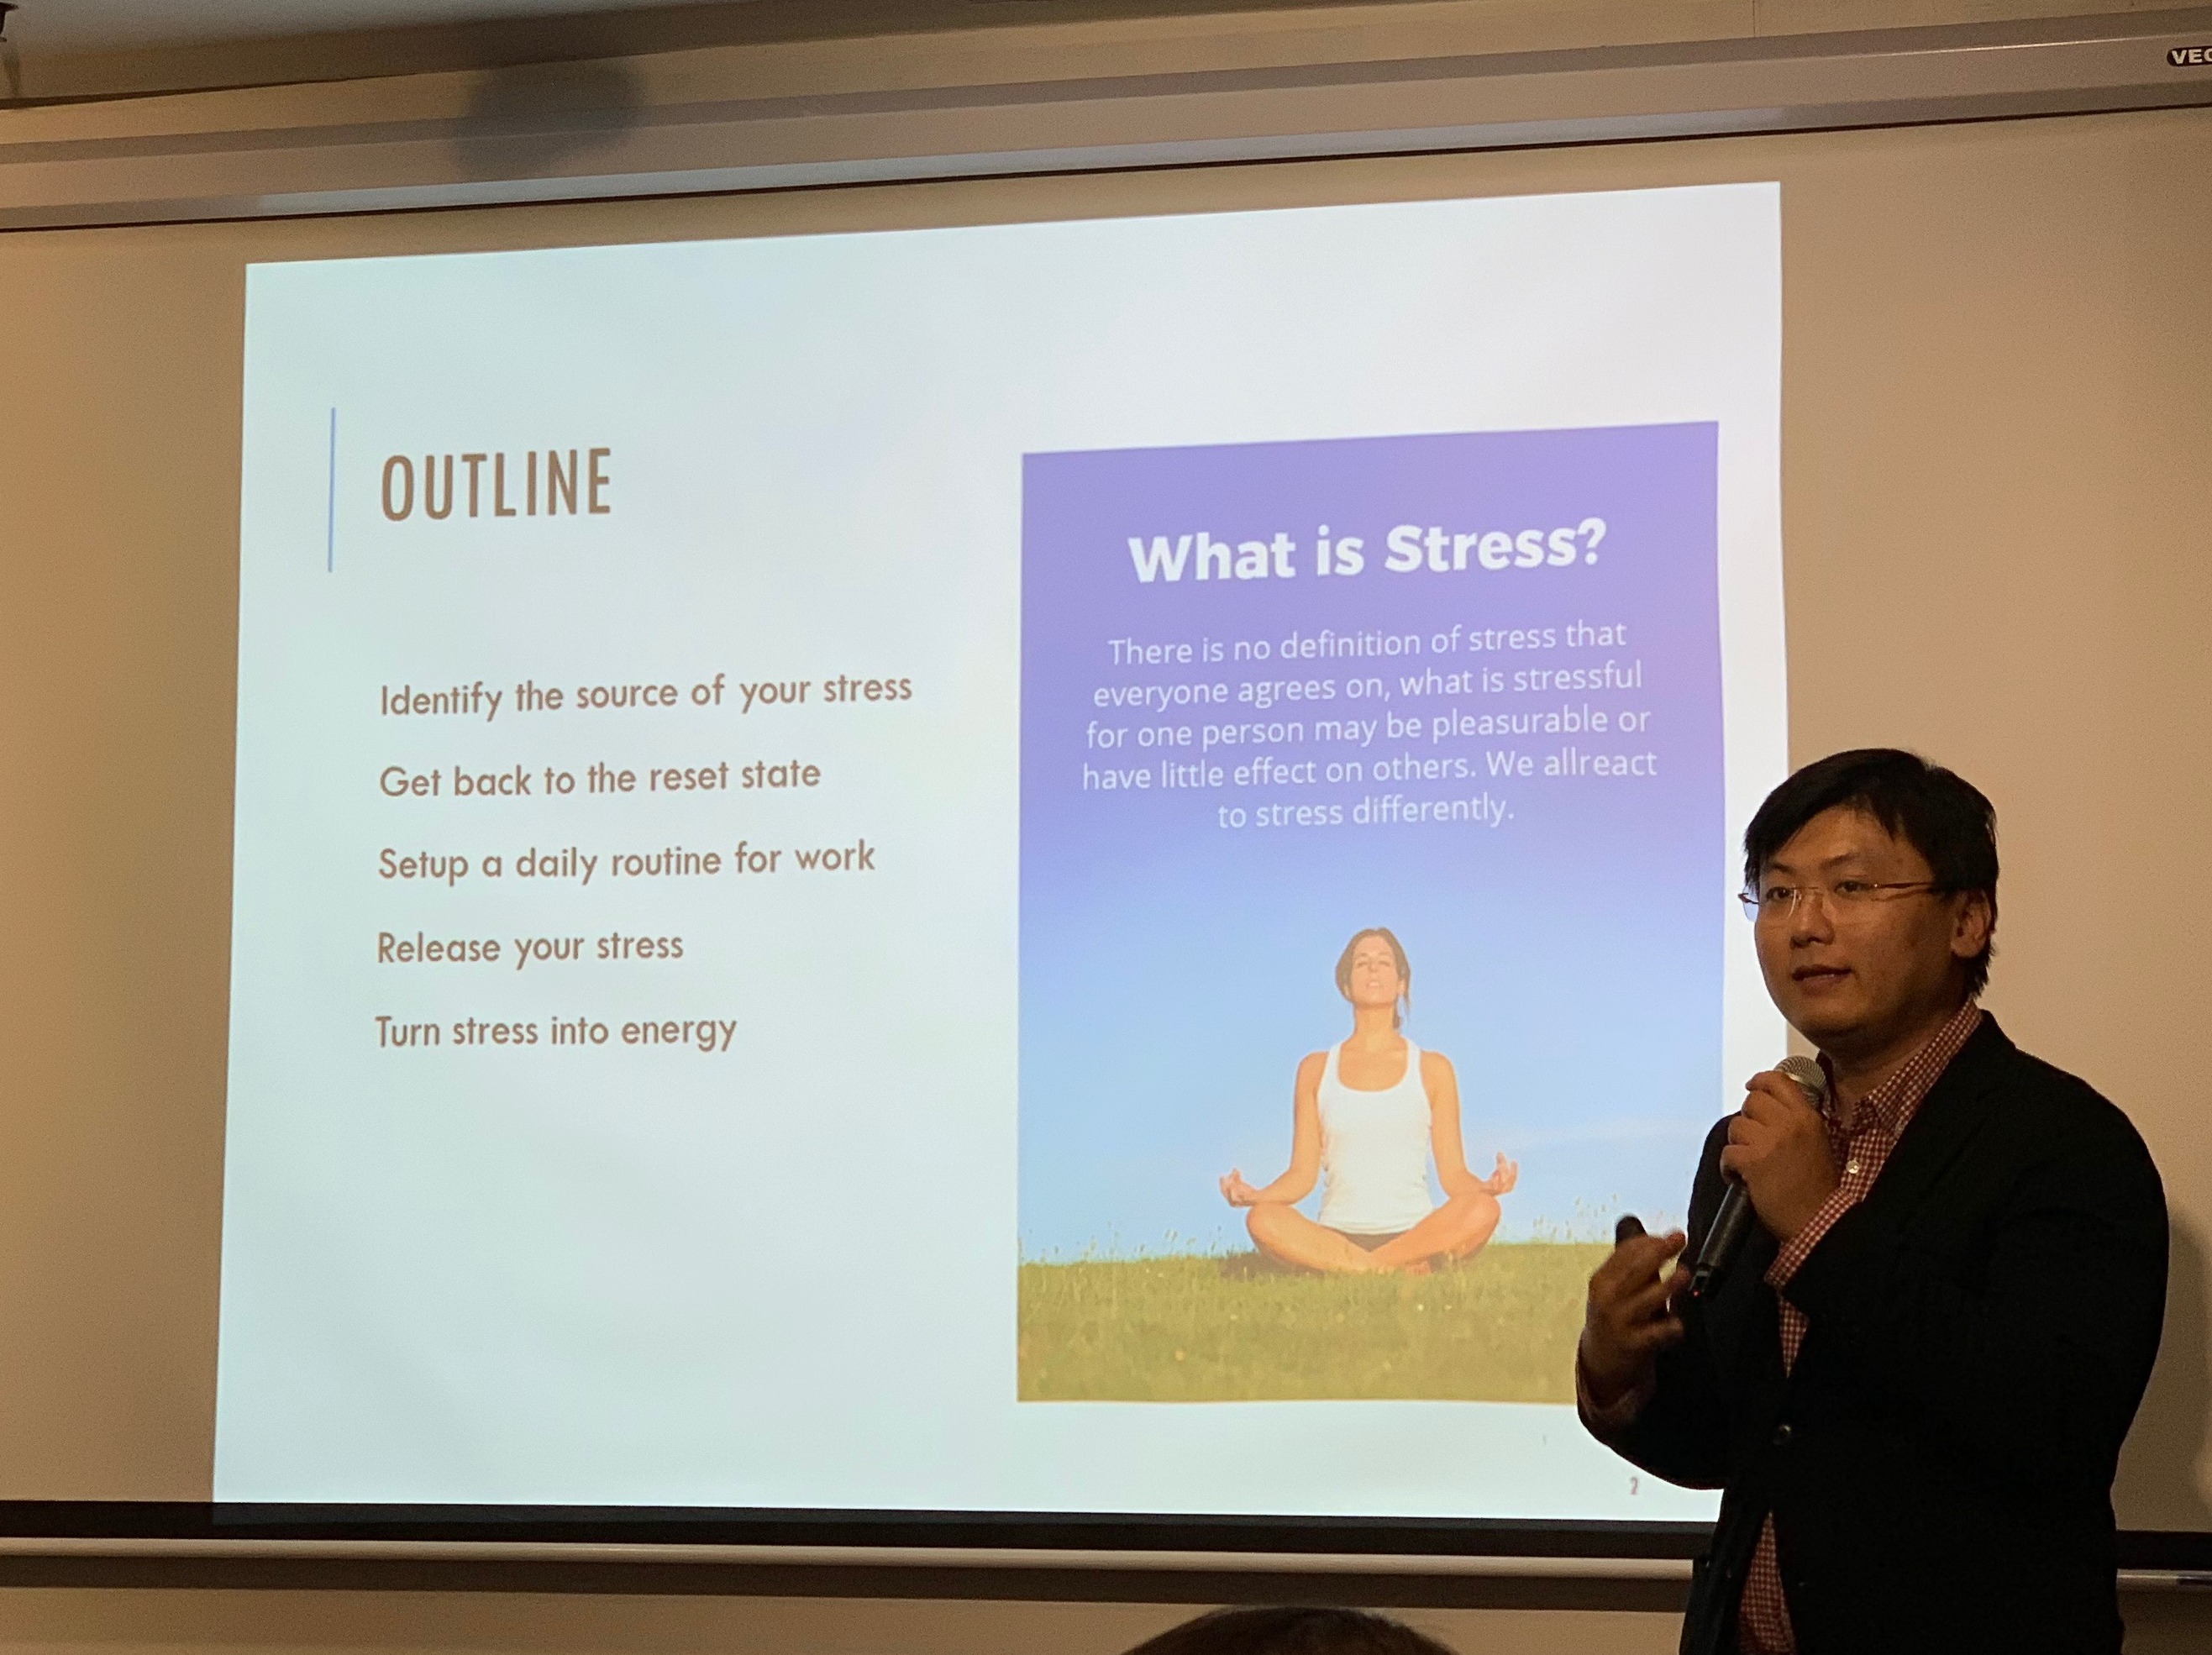 VEG
OUTLINE
Identify the source of your stress
Get back to the reset state
Setup a daily routine for work
Release your stress
Turn stress into energy
What is Stress?
There is no definition of stress that
everyone agrees on, what is stressful
for one person may be pleasurable or
have little effect on others. We allreact
to stress differently.
2